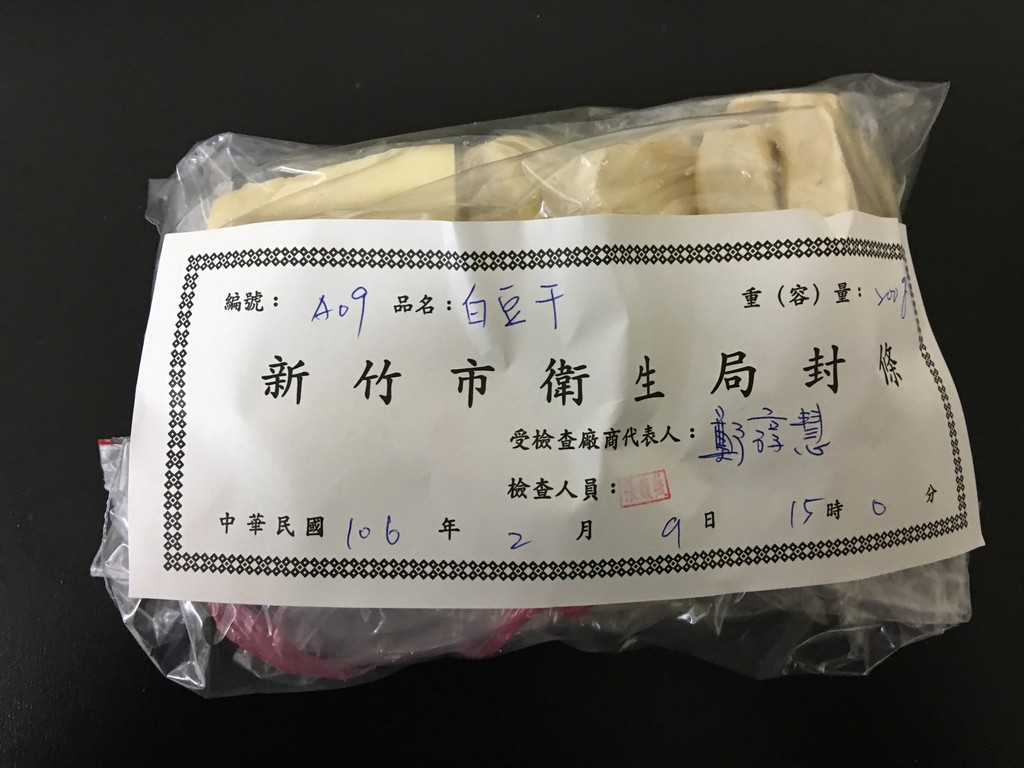 編號： A09 品名：白豆干 重（容）量：
新竹市衛生局封條
受檢查廠商代表人：
檢查人員：
中華民國 106 年 2 月 9 日 15 時 0 分